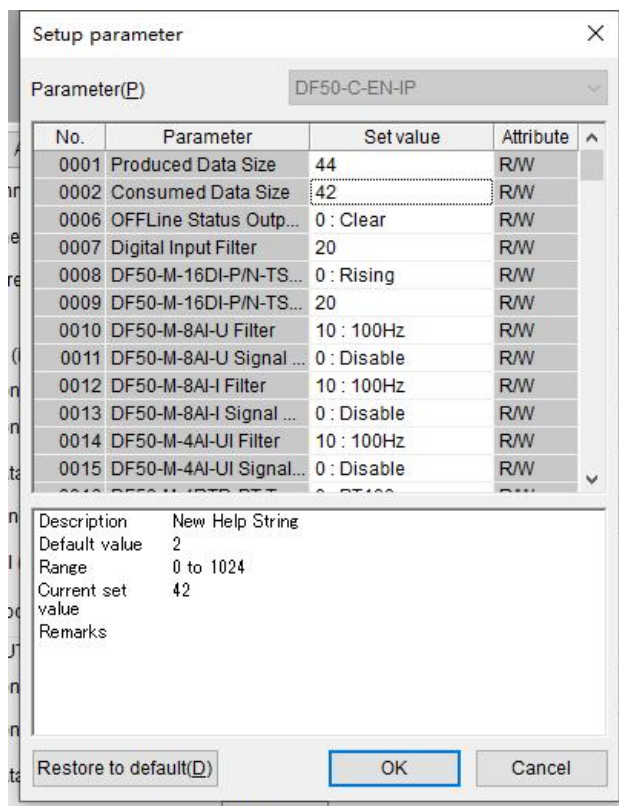 Setup parameter
Parameter(P) DF50-C-EN-IP
No. Parameter Set value Attribute
0001 Produced Data Size 44 R/W
0002 Consumed Data Size 42 R/W
0006 OFFLine Status Outp... 0 : Clear R/W
0007 Digital Input Filter 20 R/W
0008 DF50-M-16DI-P/N-TS... 0 : Rising R/W
0009 DF50-M-16DI-P/N-TS... 20 R/W
0010 DF50-M-8AI-U Filter 10 : 100Hz R/W
0011 DF50-M-8AI-U Signal ... 0 : Disable R/W
0012 DF50-M-8AI-I Filter 10 : 100Hz R/W
0013 DF50-M-8AI-I Signal ... 0 : Disable R/W
0014 DF50-M-4AI-UI Filter 10 : 100Hz R/W
0015 DF50-M-4AI-UI Signal... 0 : Disable R/W
Description New Help String
Default value 2
Range 0 to 1024
Current set 42
value
Remarks
Restore to default(D) OK Cancel